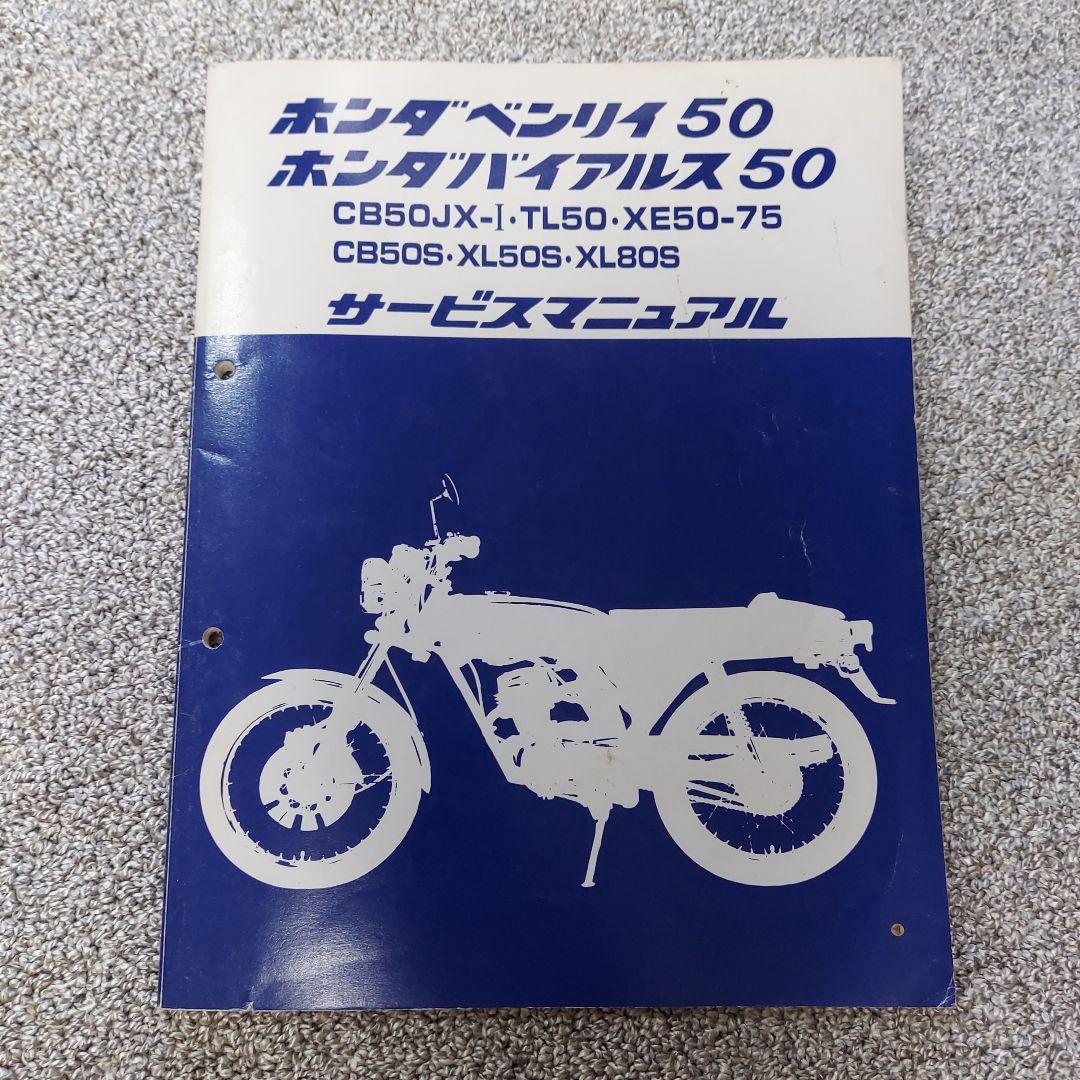 ホンダベンリイ50
ホンダバイアルス50
CB50JX-I・TL50・XE50-75
CB50S・XL50S・XL80S
サービスマニュアル